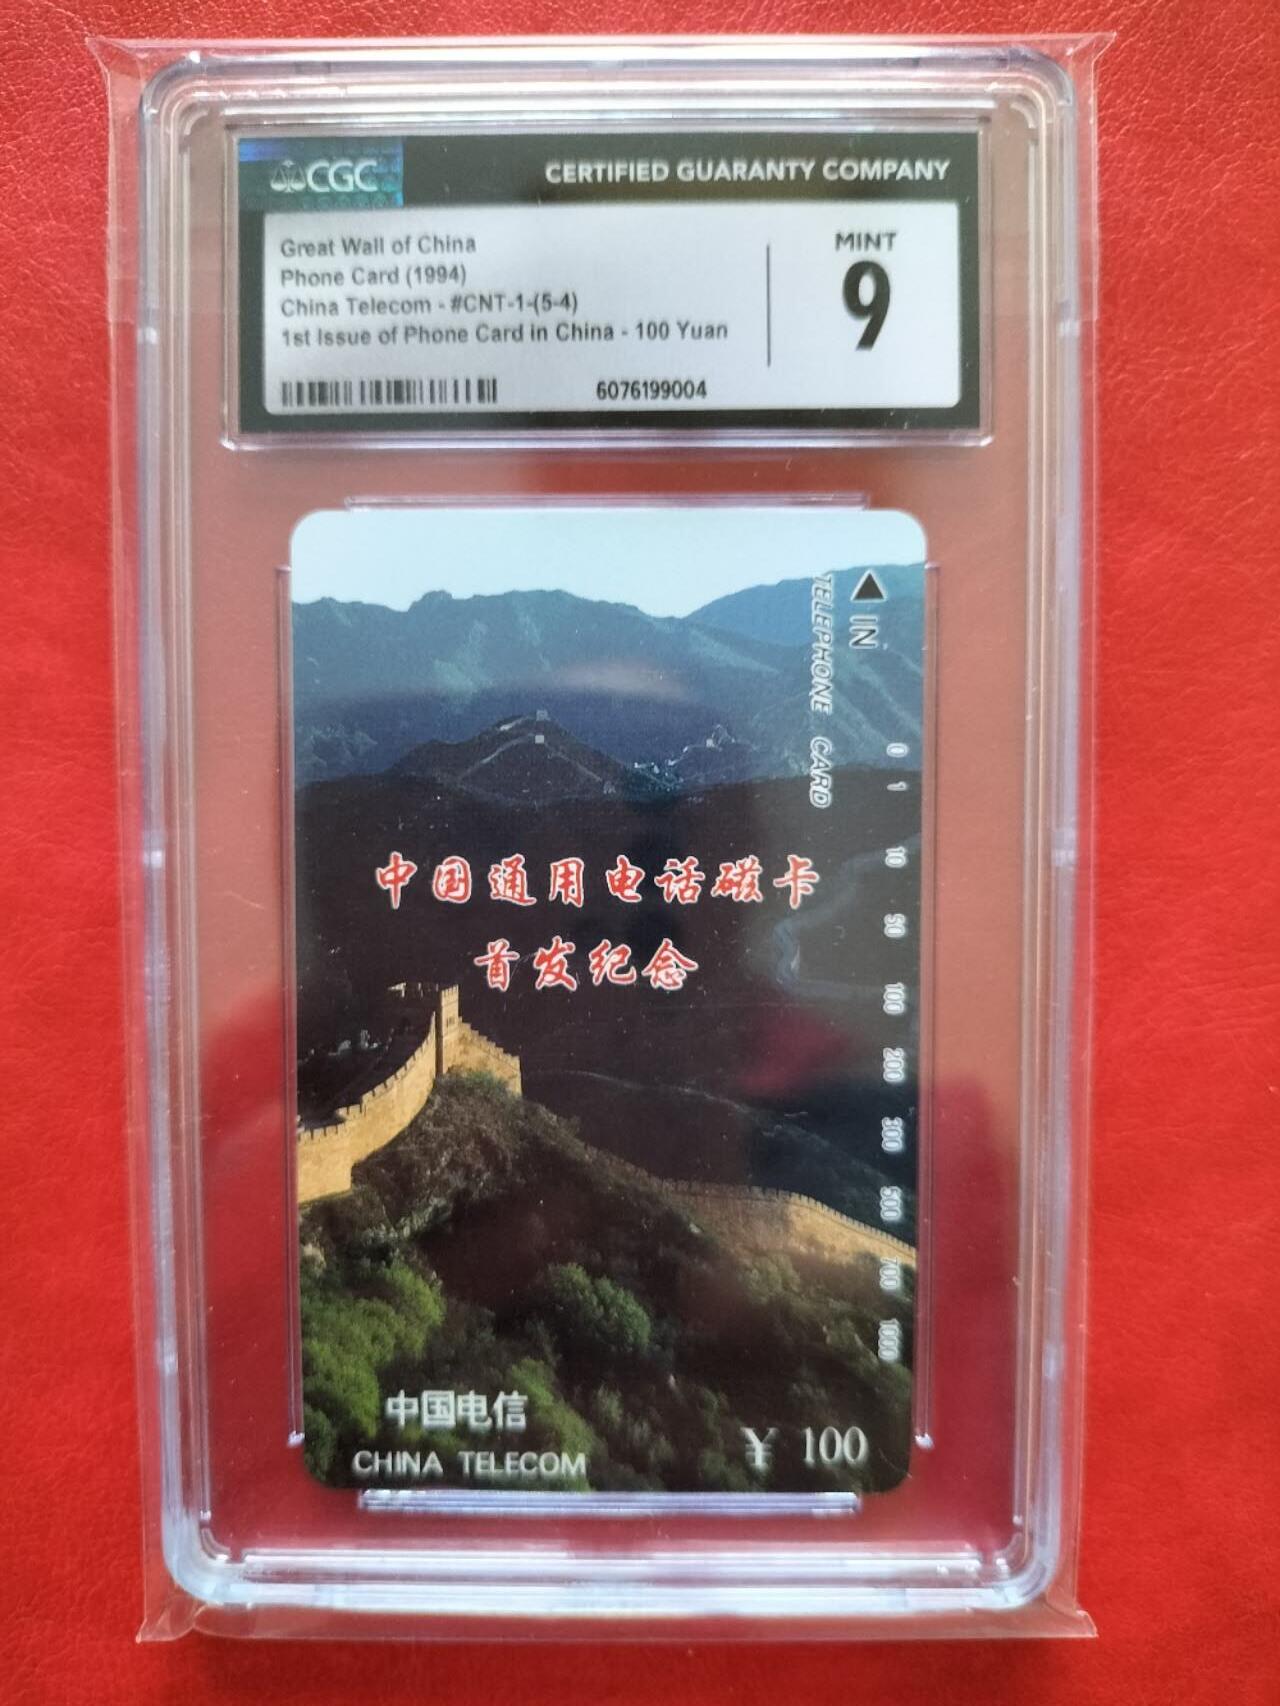 CGC
CERTIFIED GUARANTY COMPANY
Great Wall of China
Phone Card (1994)
China Telecom - #CNT-1-(5-4)
1st Issue of Phone Card in China - 100 Yuan
6076199004
MINT
9
IN
TELEPHONE CARD
0
1
10
50
100
200
300
500
700
1000
中国通用电话磁卡
首发纪念
中国电信
CHINA TELECOM
¥ 100